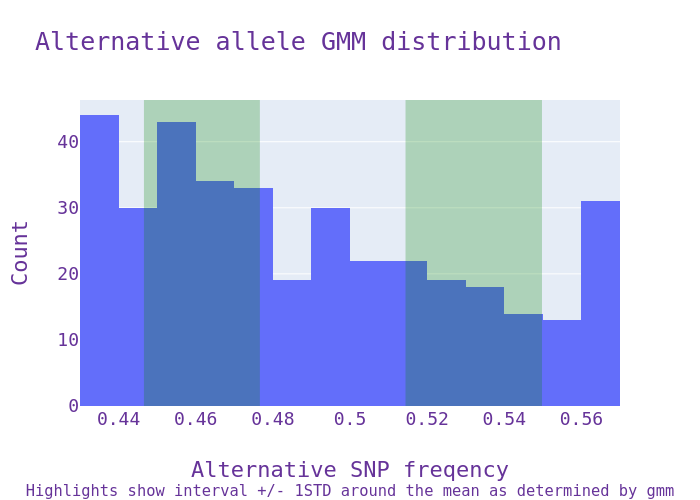 Alternative allele GMM distribution
40
30
20
10
0
Count
0.44 0.46 0.48 0.5 0.52 0.54 0.56
Alternative SNP freqency
Highlights show interval +/- 1STD around the mean as determined by gmm